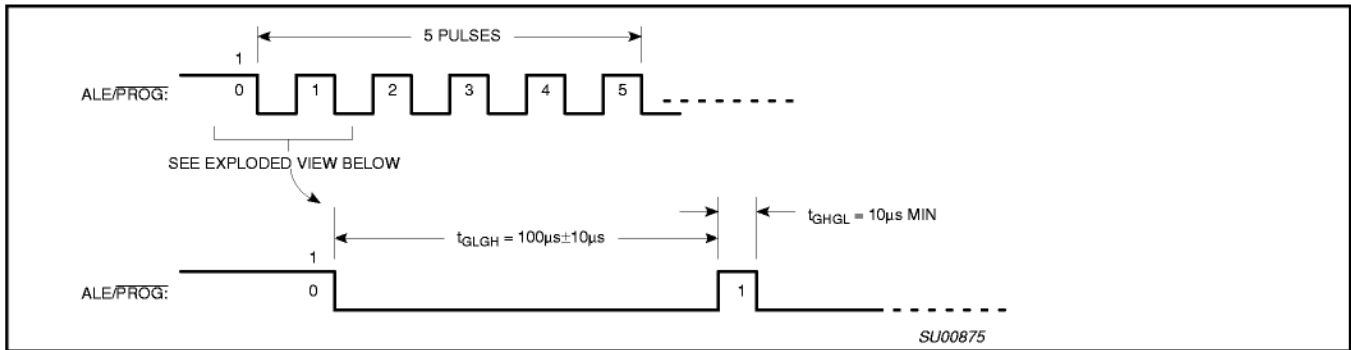 5 PULSES
1
ALE/PROG:
0 1 2 3 4 5
SEE EXPLODED VIEW BELOW
tGHGL = 10µs MIN
tGLGH = 100µs±10µs
1
ALE/PROG:
0 1
SU00875